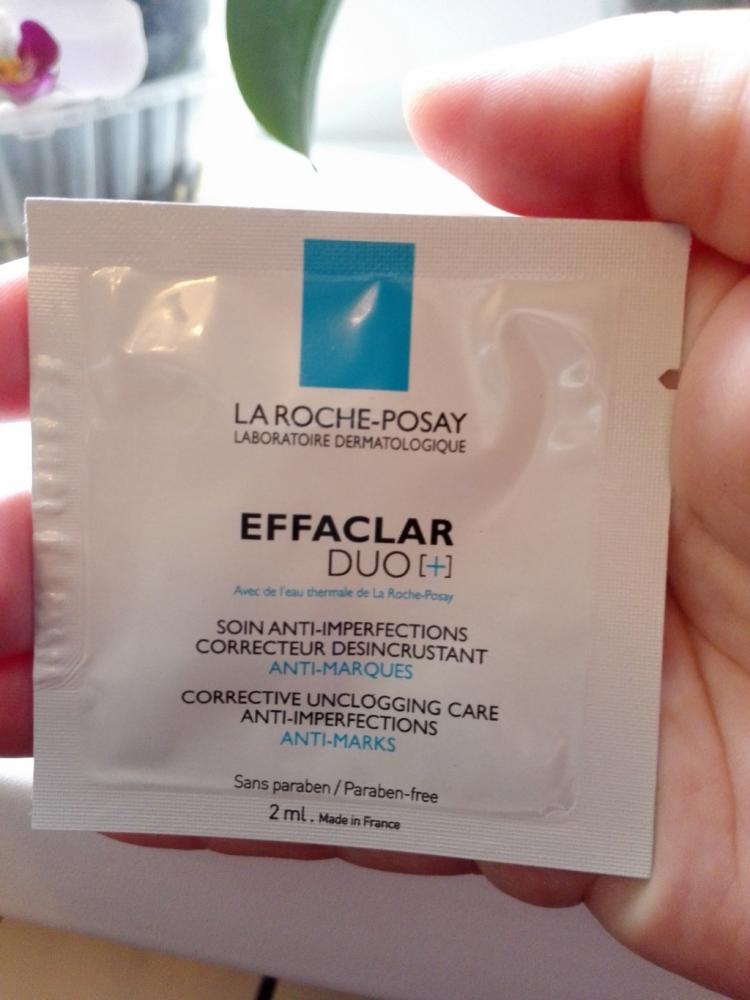 LA ROCHE-POSAY
LABORATOIRE DERMATOLOGIQUE
EFFACLAR
DUO [+]
Avec de l'eau thermale de La Roche-Posay
SOIN ANTI-IMPERFECTIONS
CORRECTEUR DESINCRUSTANT
ANTI-MARQUES
CORRECTIVE UNCLOGGING CARE
ANTI-IMPERFECTIONS
ANTI-MARKS
Sans paraben / Paraben-free
2 ml. Made in France